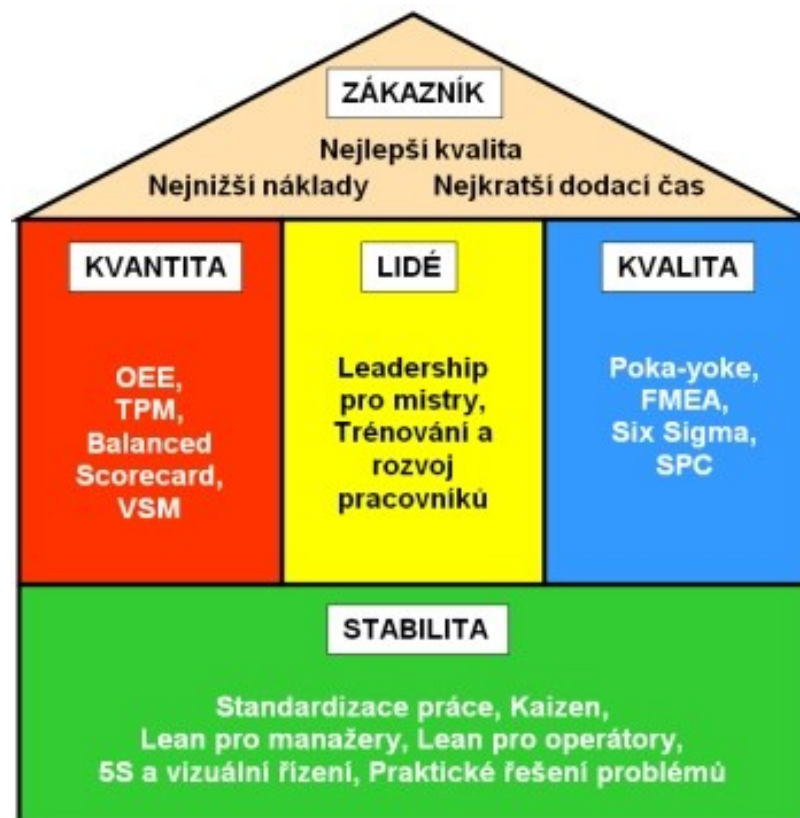 ZÁKAZNÍK
Nejlepší kvalita
Nejnižší náklady Nejkratší dodací čas
KVANTITA
OEE,
TPM,
Balanced
Scorecard,
VSM
LIDÉ
Leadership
pro mistry,
Trénování a
rozvoj
pracovníků
KVALITA
Poka-yoke,
FMEA,
Six Sigma,
SPC
STABILITA
Standardizace práce, Kaizen,
Lean pro manažery, Lean pro operátory,
5S a vizuální řízení, Praktické řešení problémů